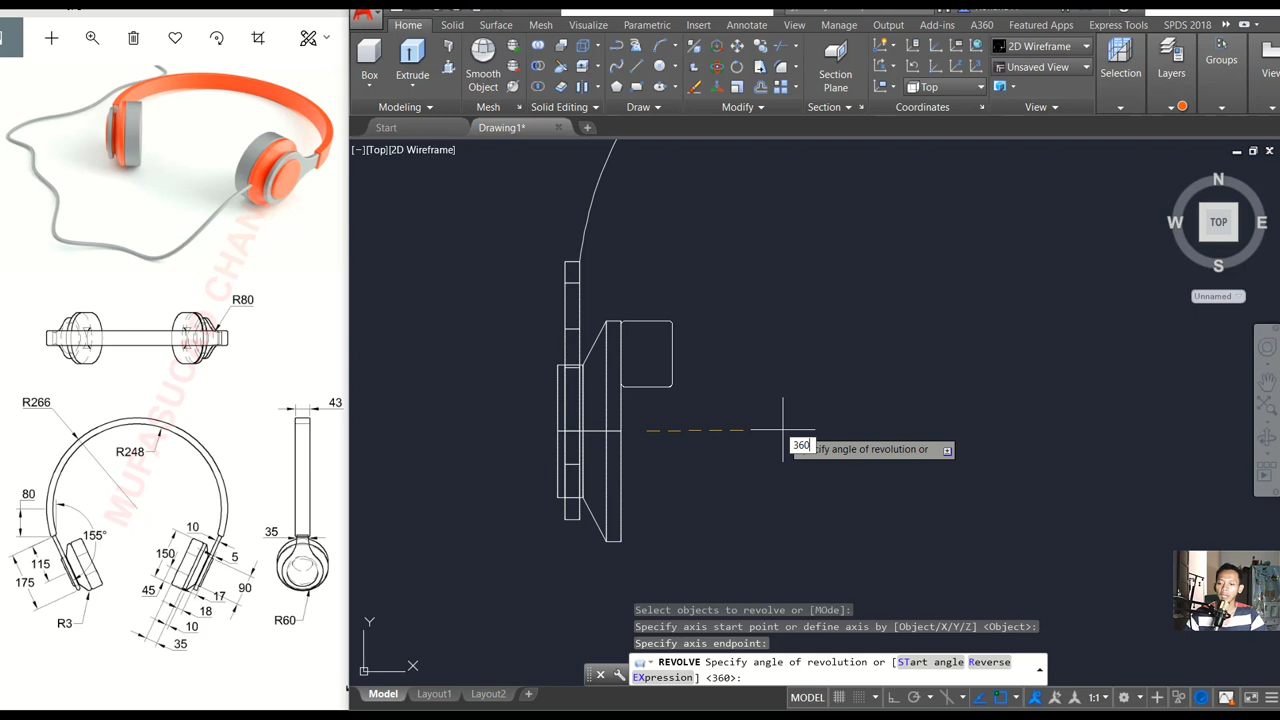 Home Solid Surface Mesh Visualize Parametric Insert Annotate View Manage Output Add-ins A360 Featured Apps Express Tools SPDS 2018
Box
Extrude
Smooth
Object
Section
Plane
2D Wireframe
Unsaved View
Top
Selection
Layers
Groups
View
Modeling Mesh Solid Editing Draw Modify Section Coordinates View
Start Drawing1*
[−][Top][2D Wireframe]
N
W TOP E
S
Unnamed
MUFASUCAD CHAN
R80
R266
R248
43
80
155°
115
175
R3
10
5
150
45
90
17
18
10
35
35
R60
360
cify angle of revolution or
Y
X
Select objects to revolve or [MOde]:
Specify axis start point or define axis by [Object/X/Y/Z] <Object>:
Specify axis endpoint:
REVOLVE Specify angle of revolution or [STart angle Reverse
EXpression] <360>:
Model Layout1 Layout2
MODEL 1:1